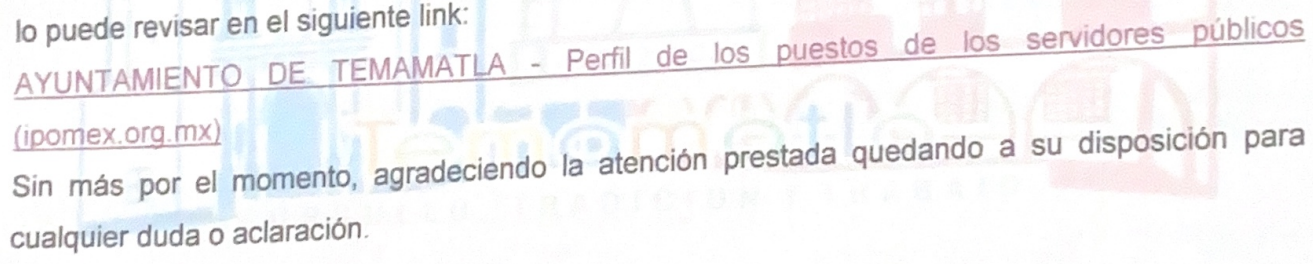 lo puede revisar en el siguiente link:
AYUNTAMIENTO DE TEMAMATLA - Perfil de los puestos de los servidores públicos
(ipomex.org.mx)
Temamatla
Sin más por el momento, agradeciendo la atención prestada quedando a su disposición para
cualquier duda o aclaración.